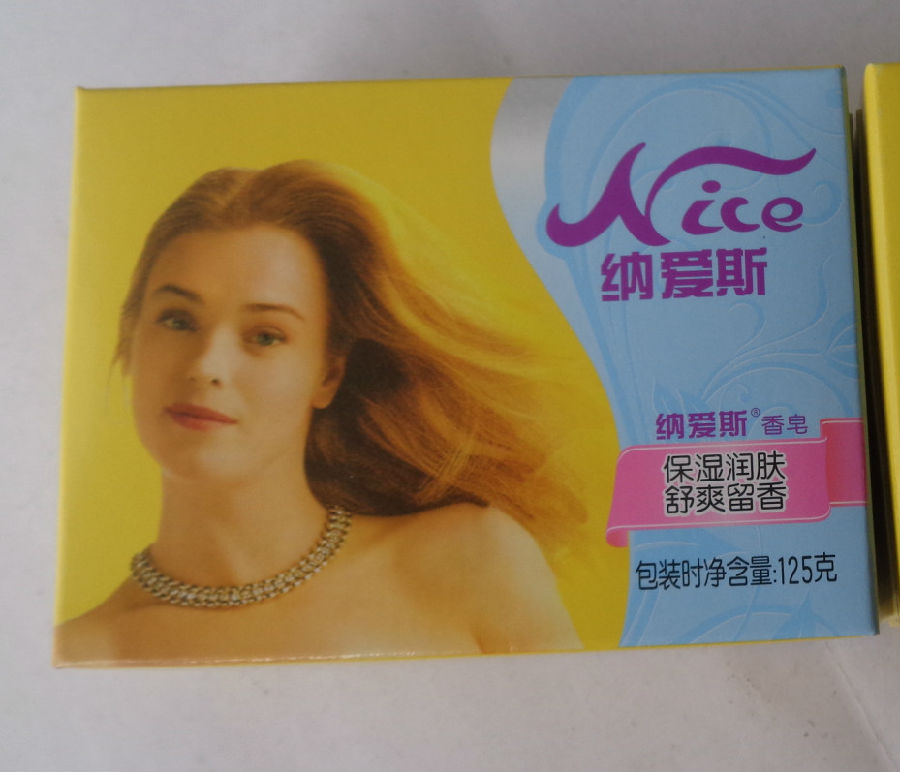 Nice
纳爱斯
纳爱斯®香皂
保湿润肤
舒爽留香
包装时净含量:125克